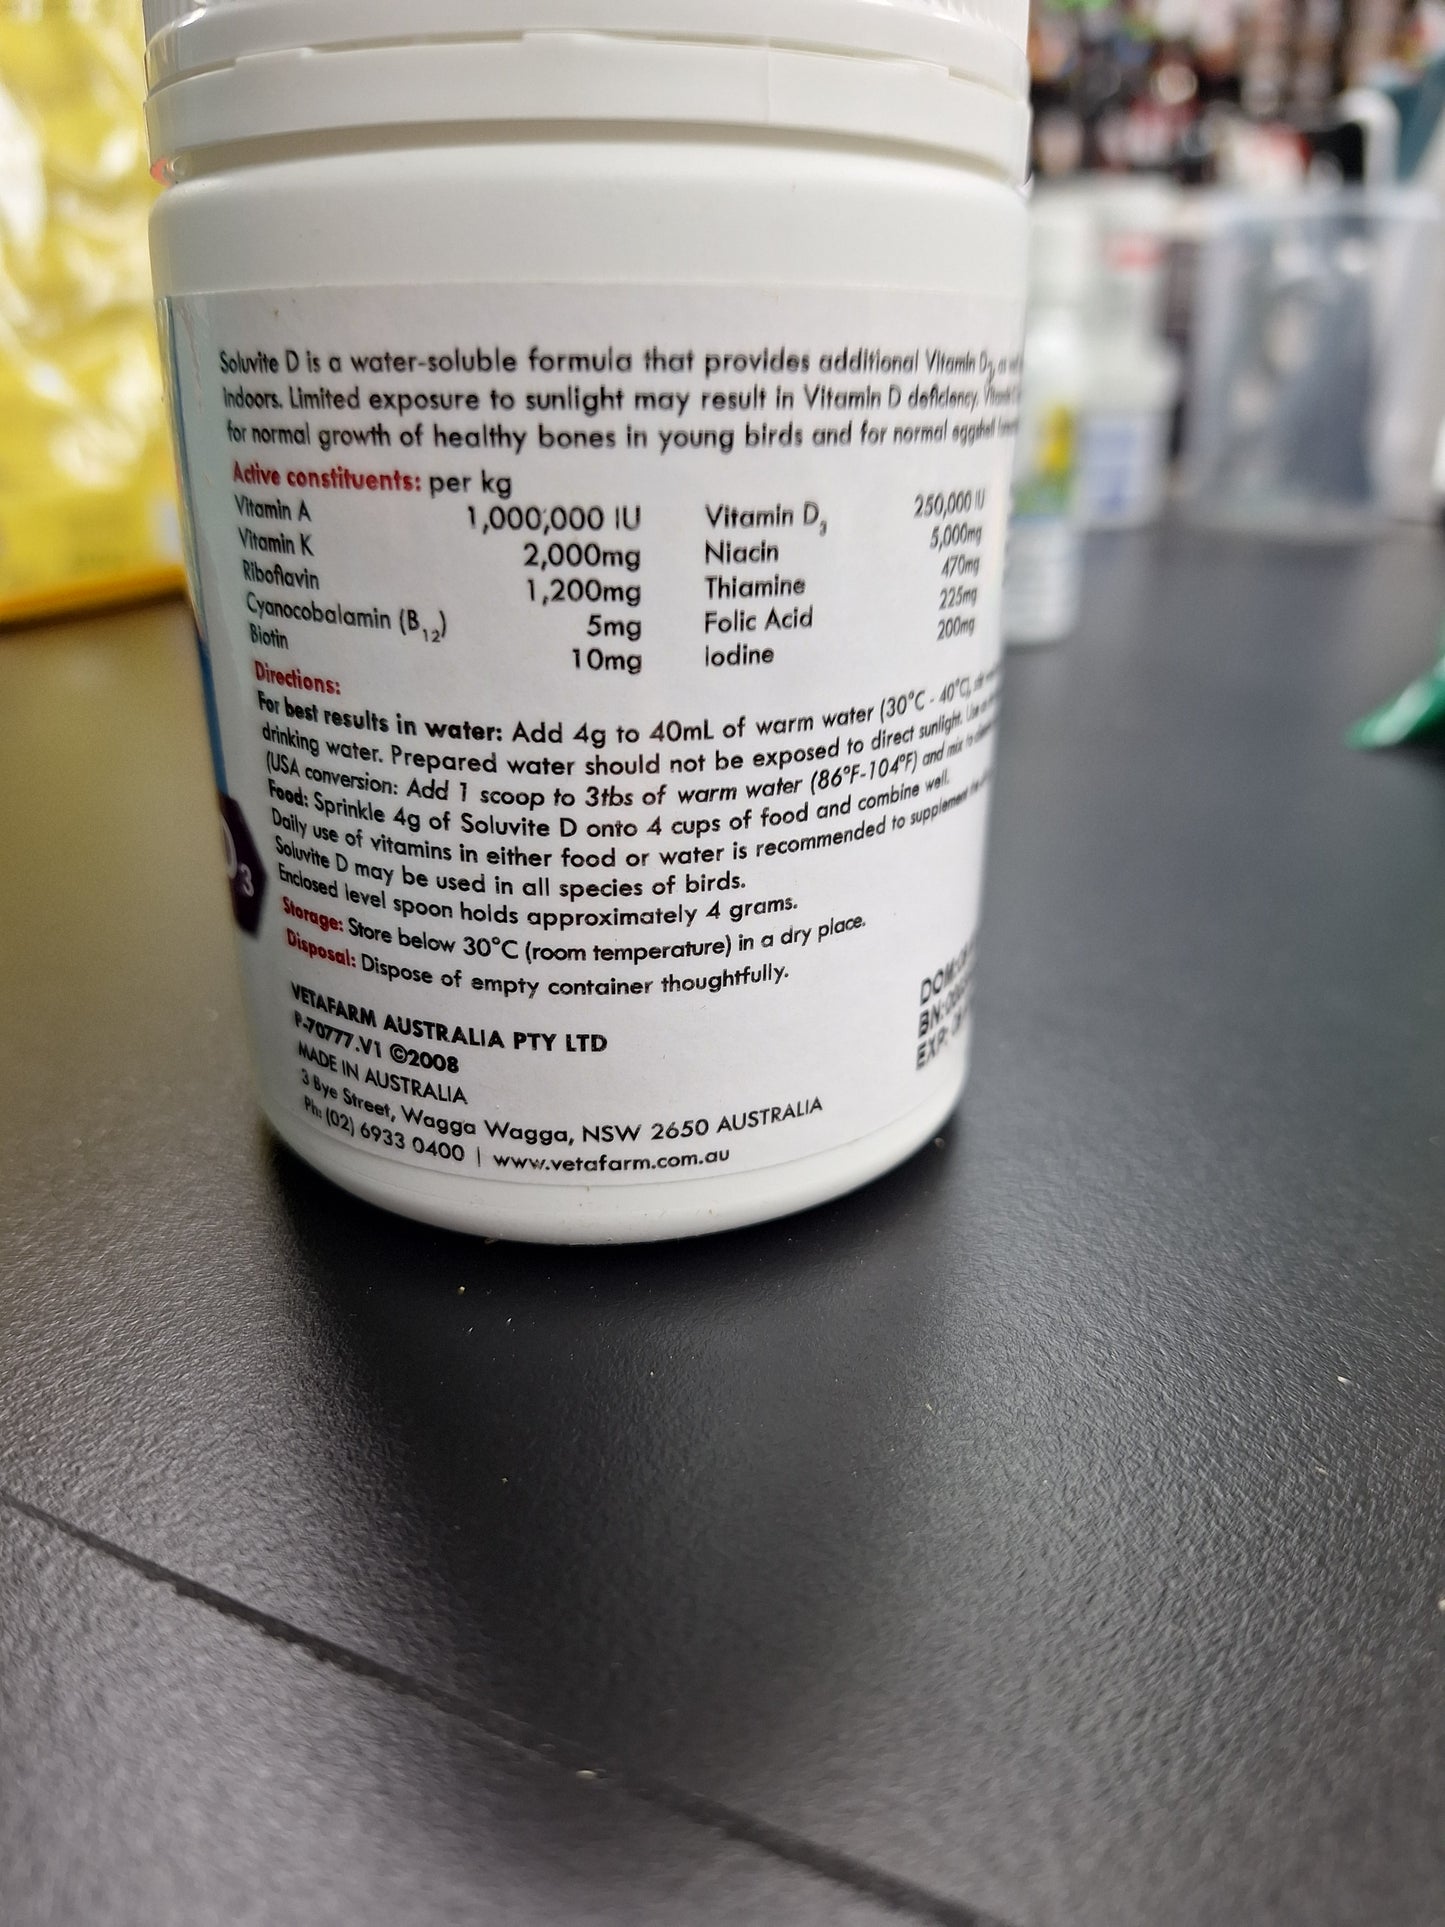 Soluvite D is a water-soluble formula that provides additional Vitamin D3, as
indoors. Limited exposure to sunlight may result in Vitamin D deficiency.
for normal growth of healthy bones in young birds and for normal eggshell
Active constituents: per kg
Vitamin A 1,000,000 IU Vitamin D3 250,000 IU
Vitamin K 2,000mg Niacin 5,000mg
Riboflavin 1,200mg Thiamine 470mg
Cyanocobalamin (B12) 5mg Folic Acid 225mg
Biotin 10mg Iodine 200mg
Directions:
For best results in water: Add 4g to 40mL of warm water (30°C - 40°C),
drinking water. Prepared water should not be exposed to direct sunlight.
(USA conversion: Add 1 scoop to 3tbs of warm water (86°F-104°F) and mix
Food: Sprinkle 4g of Soluvite D onto 4 cups of food and combine well.
Daily use of vitamins in either food or water is recommended to supplement
Soluvite D may be used in all species of birds.
Enclosed level spoon holds approximately 4 grams.
Storage: Store below 30°C (room temperature) in a dry place.
Disposal: Dispose of empty container thoughtfully.
VETAFARM AUSTRALIA PTY LTD
P-70777.V1 ©2008
MADE IN AUSTRALIA
3 Bye Street, Wagga Wagga, NSW 2650 AUSTRALIA
Ph: (02) 6933 0400 | www.vetafarm.com.au
DOM:
BN:
EXP:
3